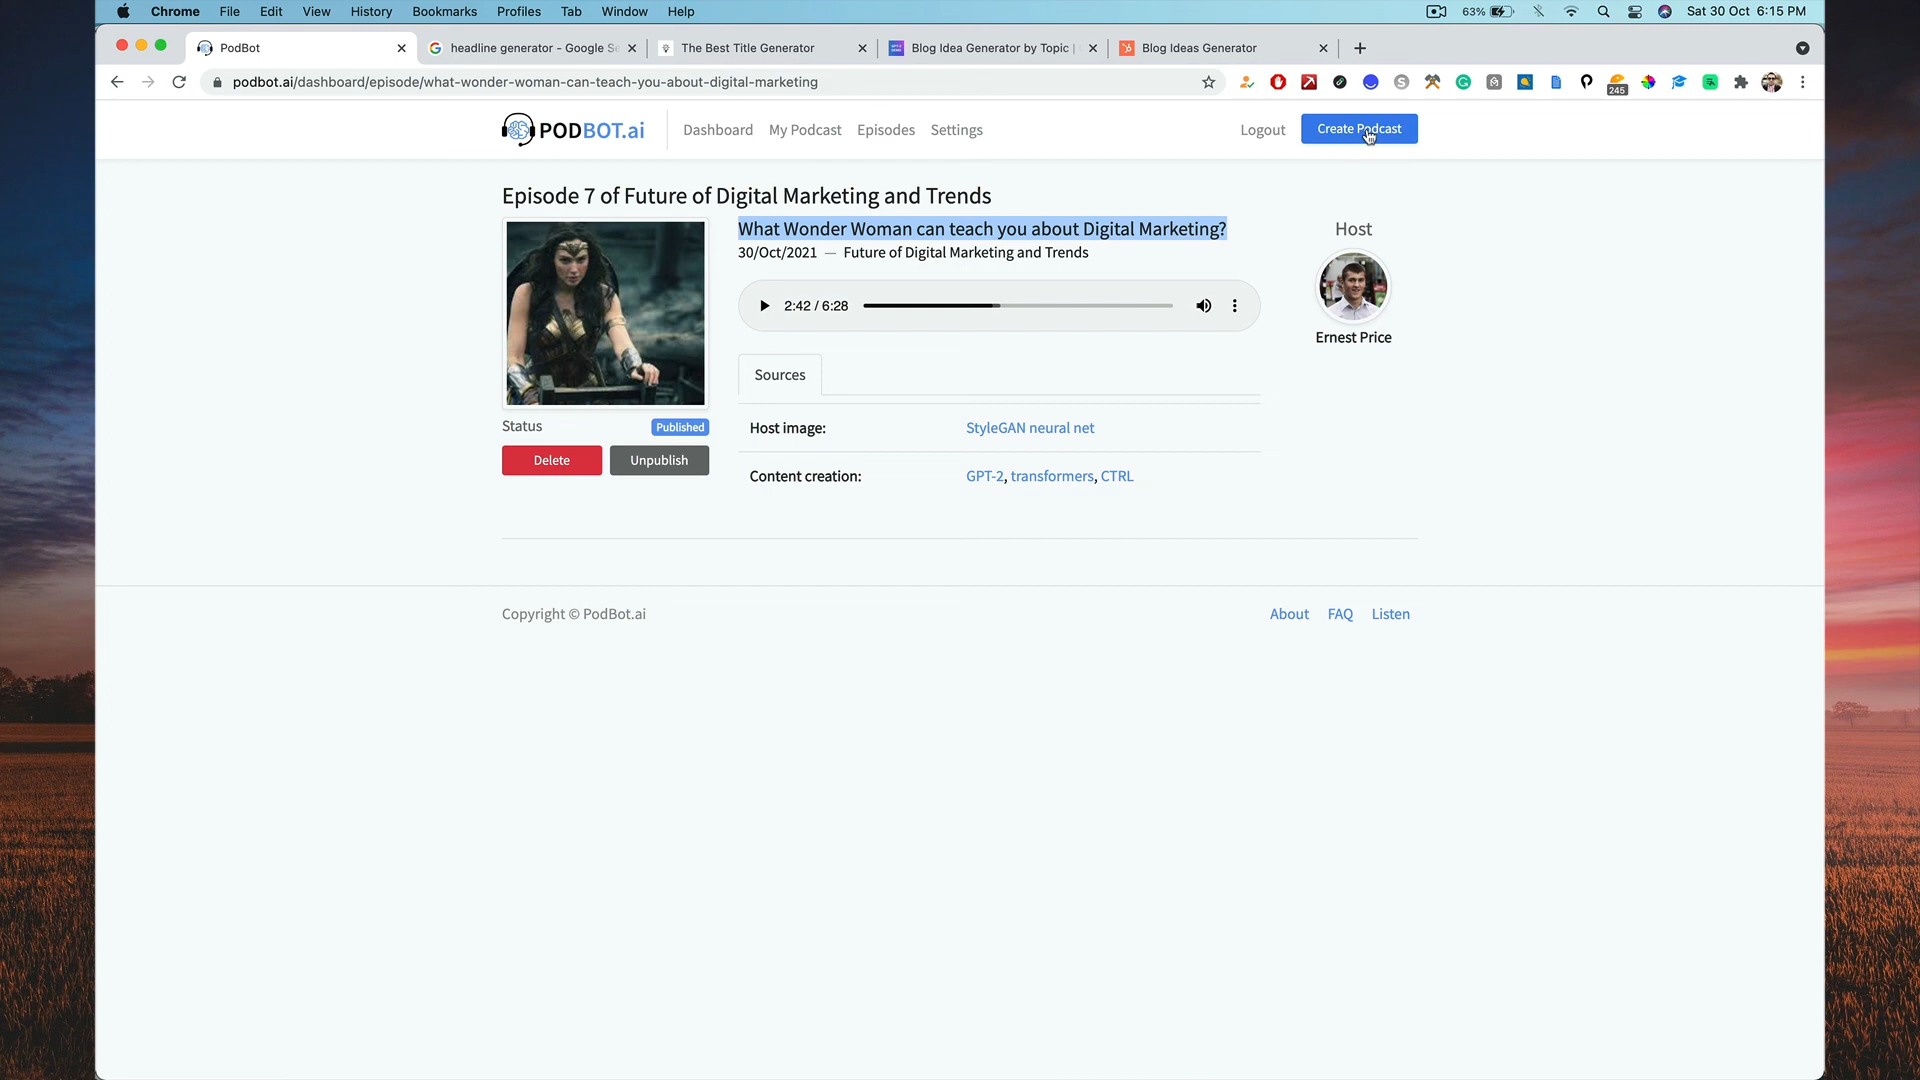 Chrome File Edit View History Bookmarks Profiles Tab Window Help 63% Sat 30 Oct 6:15 PM
PodBot headline generator - Google Se The Best Title Generator Blog Idea Generator by Topic | Blog Ideas Generator
podbot.ai/dashboard/episode/what-wonder-woman-can-teach-you-about-digital-marketing
245
PODBOT.ai Dashboard My Podcast Episodes Settings Logout Create Podcast
Episode 7 of Future of Digital Marketing and Trends
What Wonder Woman can teach you about Digital Marketing?
30/Oct/2021 — Future of Digital Marketing and Trends
Host
2:42 / 6:28
Ernest Price
Sources
Status Published
Host image: StyleGAN neural net
Delete Unpublish
Content creation: GPT-2, transformers, CTRL
Copyright © PodBot.ai About FAQ Listen